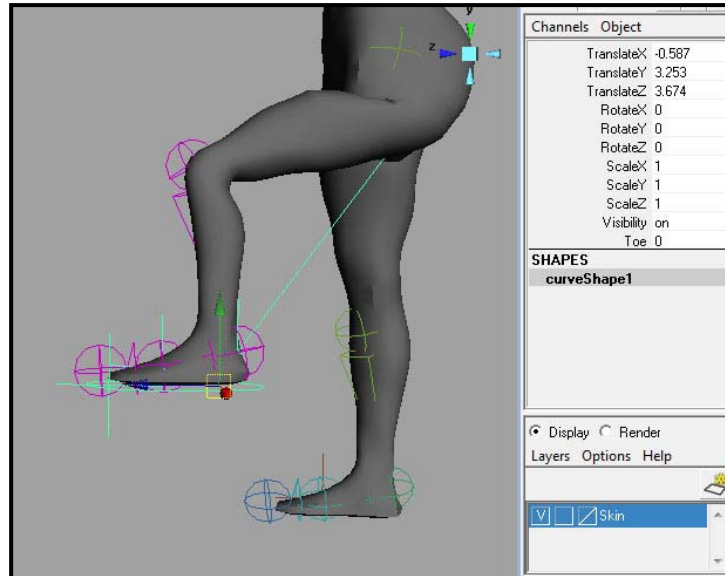 y
z
Channels Object
TranslateX -0.587
TranslateY 3.253
TranslateZ 3.674
RotateX 0
RotateY 0
RotateZ 0
ScaleX 1
ScaleY 1
ScaleZ 1
Visibility on
Toe 0
SHAPES
curveShape1
Display Render
Layers Options Help
V Skin